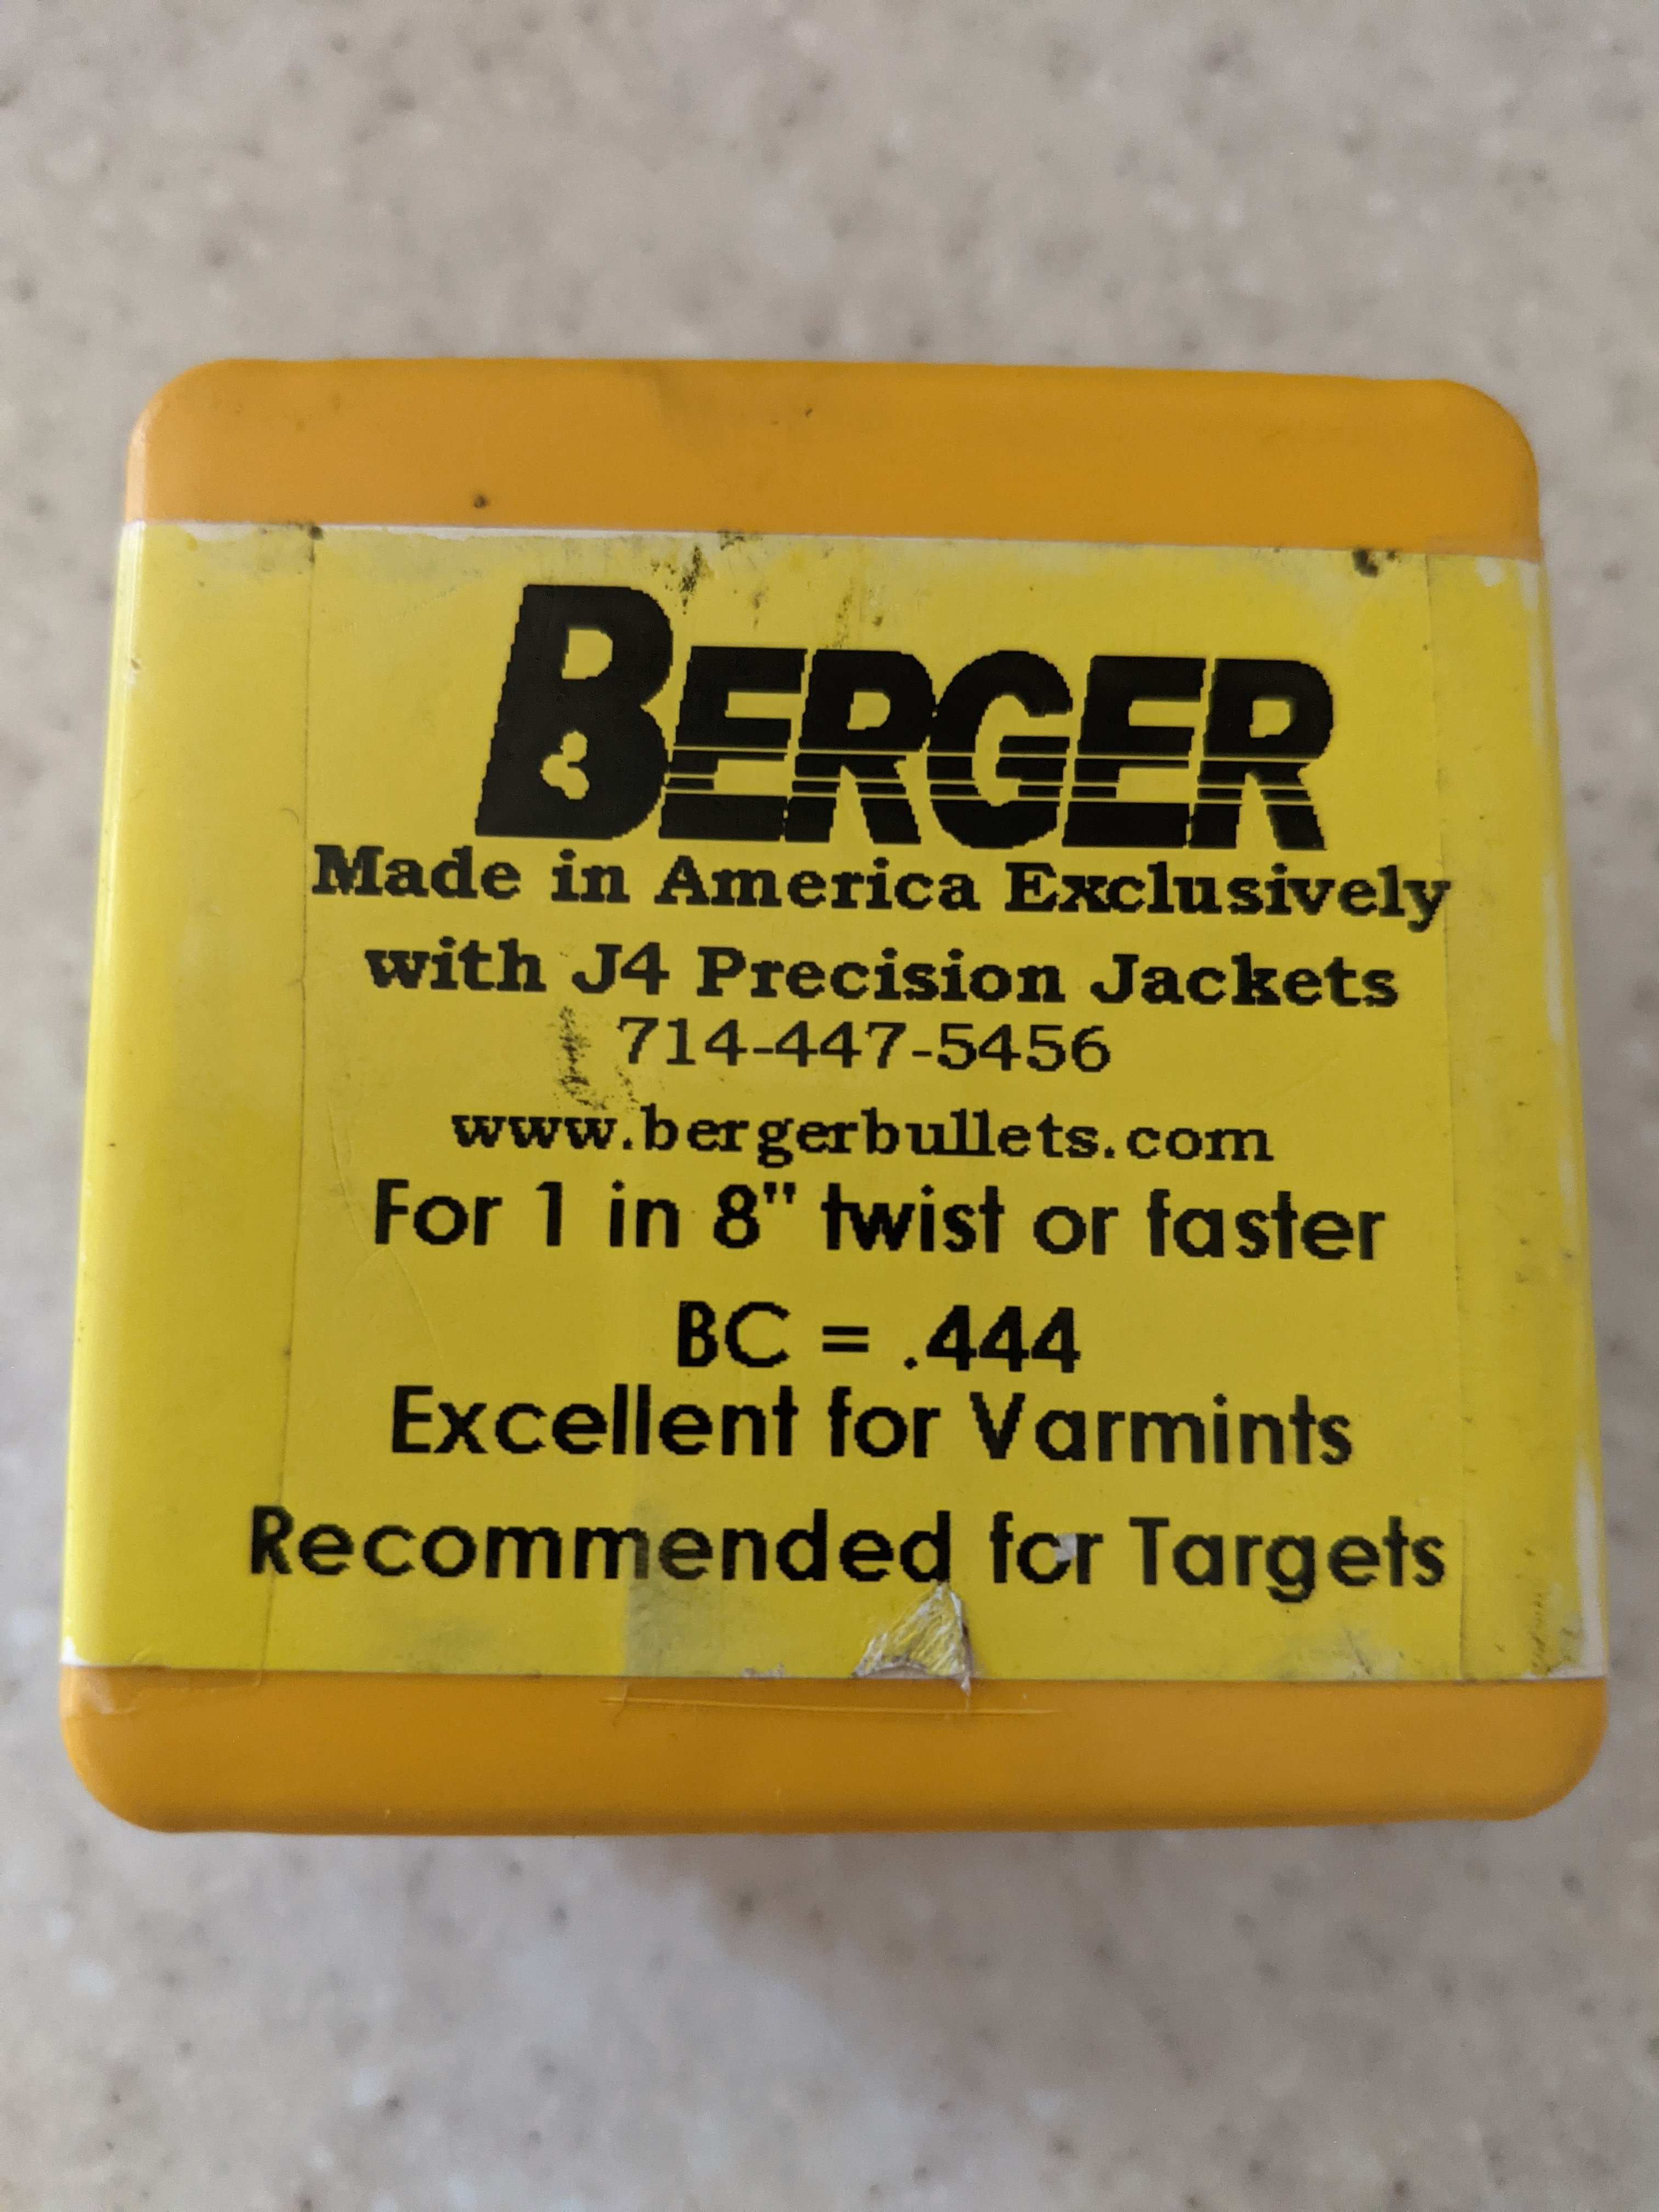 BERGER
Made in America Exclusively
with J4 Precision Jackets
714-447-5456
www.bergerbullets.com
For 1 in 8" twist or faster
BC = .444
Excellent for Varmints
Recommended for Targets